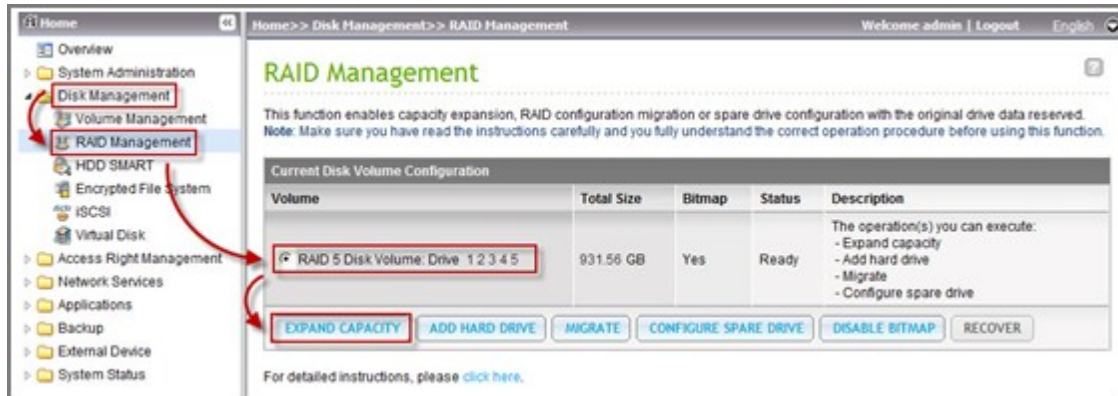 Home
Home>> Disk Management>> RAID Management
Welcome admin | Logout
English
Overview
System Administration
Disk Management
Volume Management
RAID Management
HDD SMART
Encrypted File System
iSCSI
Virtual Disk
Access Right Management
Network Services
Applications
Backup
External Device
System Status
RAID Management
This function enables capacity expansion, RAID configuration migration or spare drive configuration with the original drive data reserved.
Note: Make sure you have read the instructions carefully and you fully understand the correct operation procedure before using this function.
Current Disk Volume Configuration
Volume Total Size Bitmap Status Description
RAID 5 Disk Volume: Drive 1 2 3 4 5 931.56 GB Yes Ready
The operation(s) you can execute:
- Expand capacity
- Add hard drive
- Migrate
- Configure spare drive
EXPAND CAPACITY ADD HARD DRIVE MIGRATE CONFIGURE SPARE DRIVE DISABLE BITMAP RECOVER
For detailed instructions, please click here.